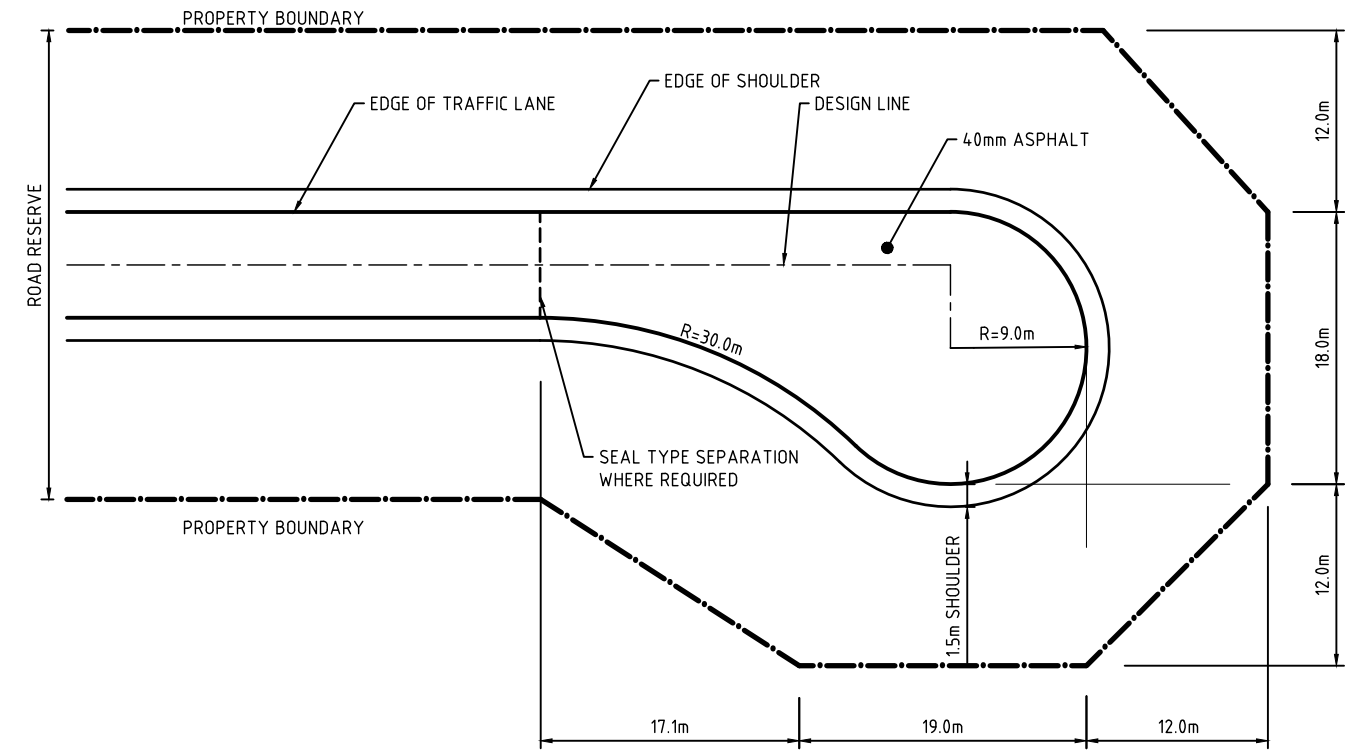 PROPERTY BOUNDARY
EDGE OF SHOULDER
EDGE OF TRAFFIC LANE
DESIGN LINE
40mm ASPHALT
12.0m
ROAD RESERVE
R=30.0m
R=9.0m
18.0m
SEAL TYPE SEPARATION
WHERE REQUIRED
PROPERTY BOUNDARY
1.5m SHOULDER
12.0m
17.1m
19.0m
12.0m